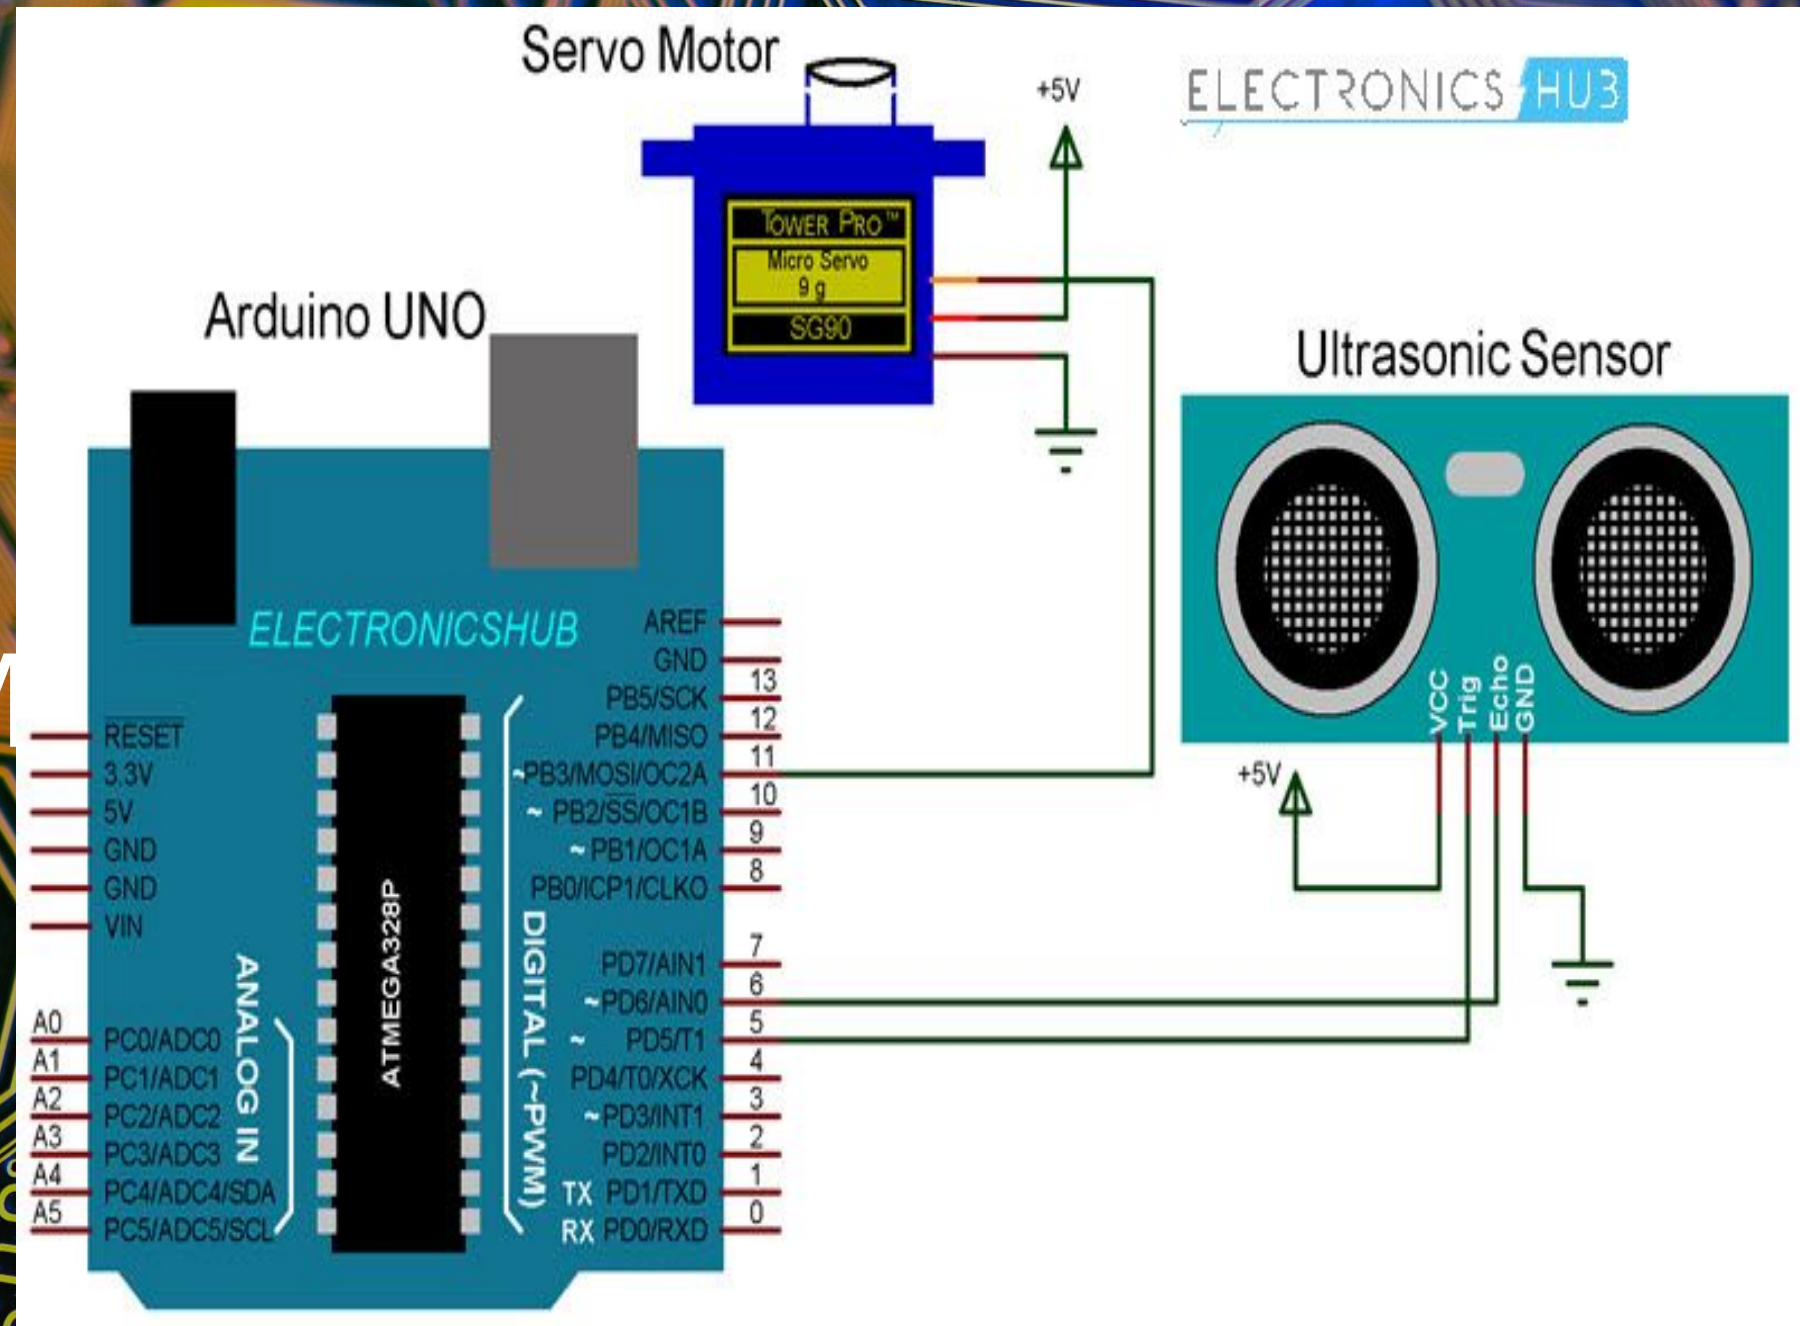 Servo Motor
+5V
ELECTRONICS HUB
TOWER PRO™
Micro Servo
9 g
SG90
Arduino UNO
Ultrasonic Sensor
ELECTRONICSHUB
AREF
GND
PB5/SCK 13
PB4/MISO 12
~PB3/MOSI/OC2A 11
~ PB2/SS/OC1B 10
~ PB1/OC1A 9
PB0/ICP1/CLKO 8
PD7/AIN1 7
~PD6/AIN0 6
~ PD5/T1 5
PD4/T0/XCK 4
~PD3/INT1 3
PD2/INT0 2
TX PD1/TXD 1
RX PD0/RXD 0
RESET
3.3V
5V
GND
GND
VIN
A0 PC0/ADC0
A1 PC1/ADC1
A2 PC2/ADC2
A3 PC3/ADC3
A4 PC4/ADC4/SDA
A5 PC5/ADC5/SCL
ANALOG IN
ATMEGA328P
DIGITAL (~PWM)
VCC
Trig
Echo
GND
+5V